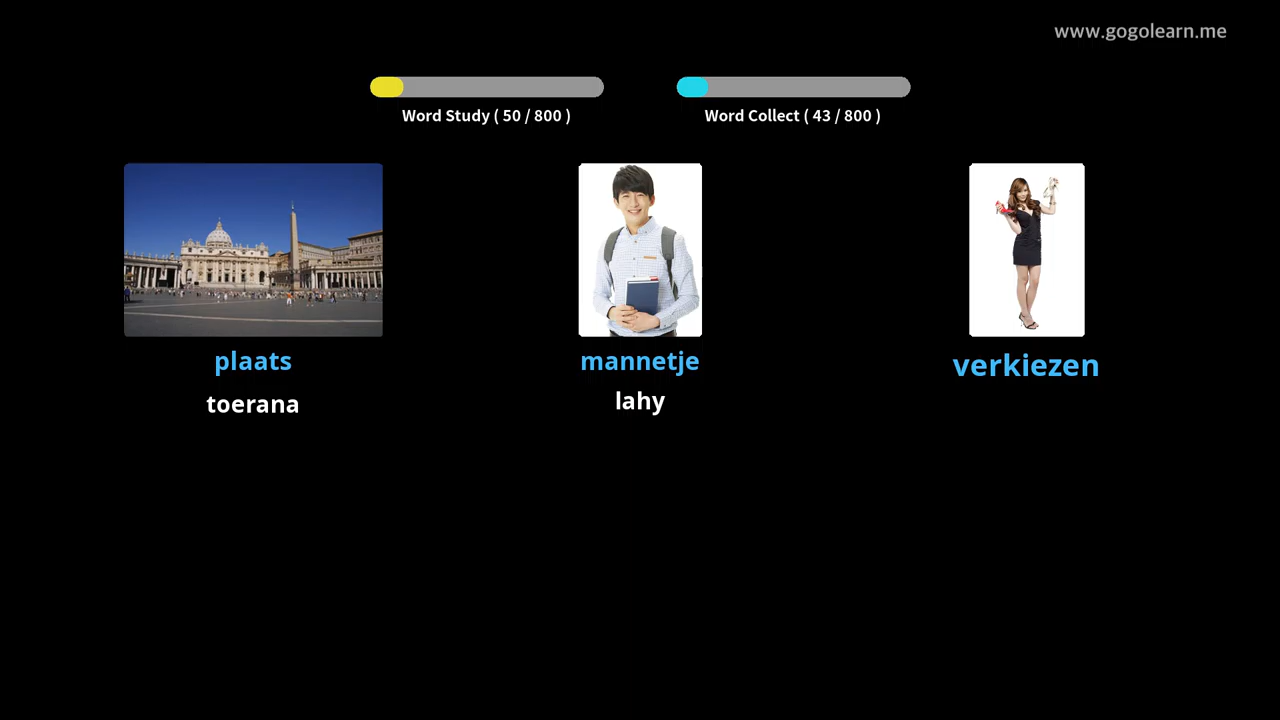 www.gogolearn.me
Word Study ( 50 / 800 )
Word Collect ( 43 / 800 )
plaats
mannetje
verkiezen
toerana
lahy